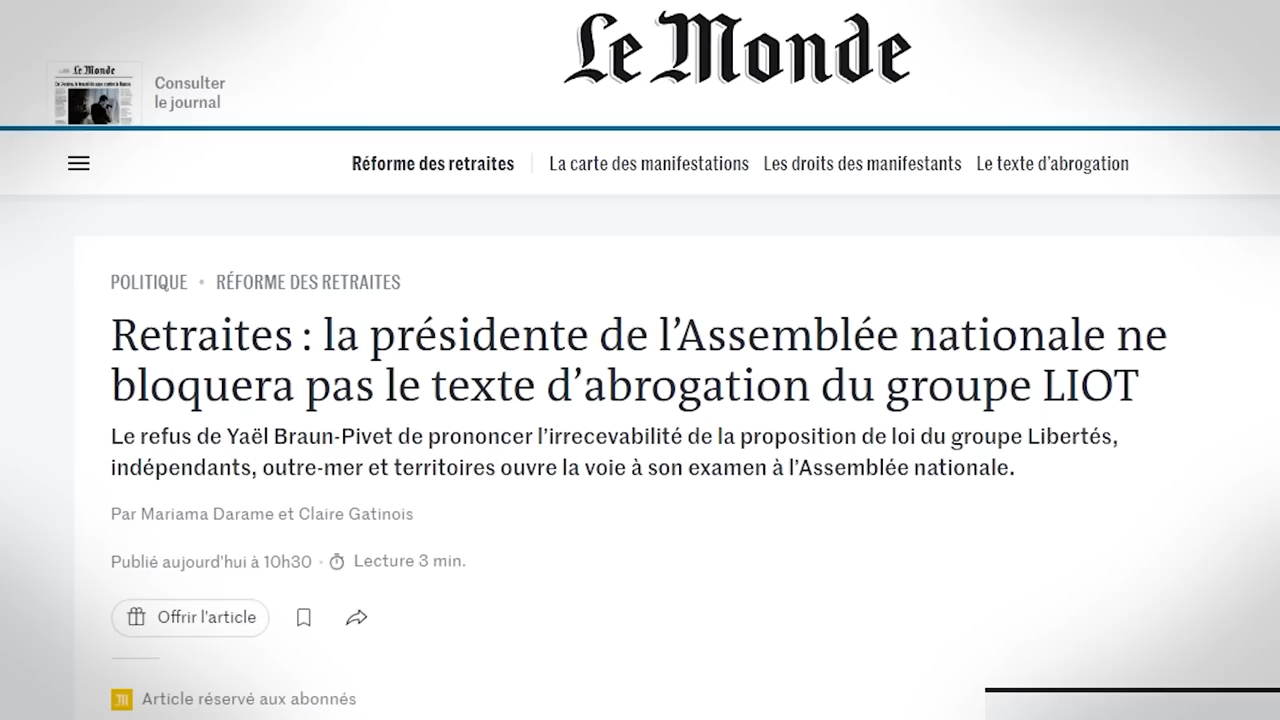 Le Monde
Le Monde
Consulter
le journal
Réforme des retraites
La carte des manifestations
Les droits des manifestants
Le texte d'abrogation
POLITIQUE • RÉFORME DES RETRAITES
Retraites : la présidente de l’Assemblée nationale ne
bloquera pas le texte d’abrogation du groupe LIOT
Le refus de Yaël Braun-Pivet de prononcer l’irrecevabilité de la proposition de loi du groupe Libertés,
indépendants, outre-mer et territoires ouvre la voie à son examen à l’Assemblée nationale.
Par Mariama Darame et Claire Gatinois
Publié aujourd’hui à 10h30 · Lecture 3 min.
Offrir l’article
Article réservé aux abonnés